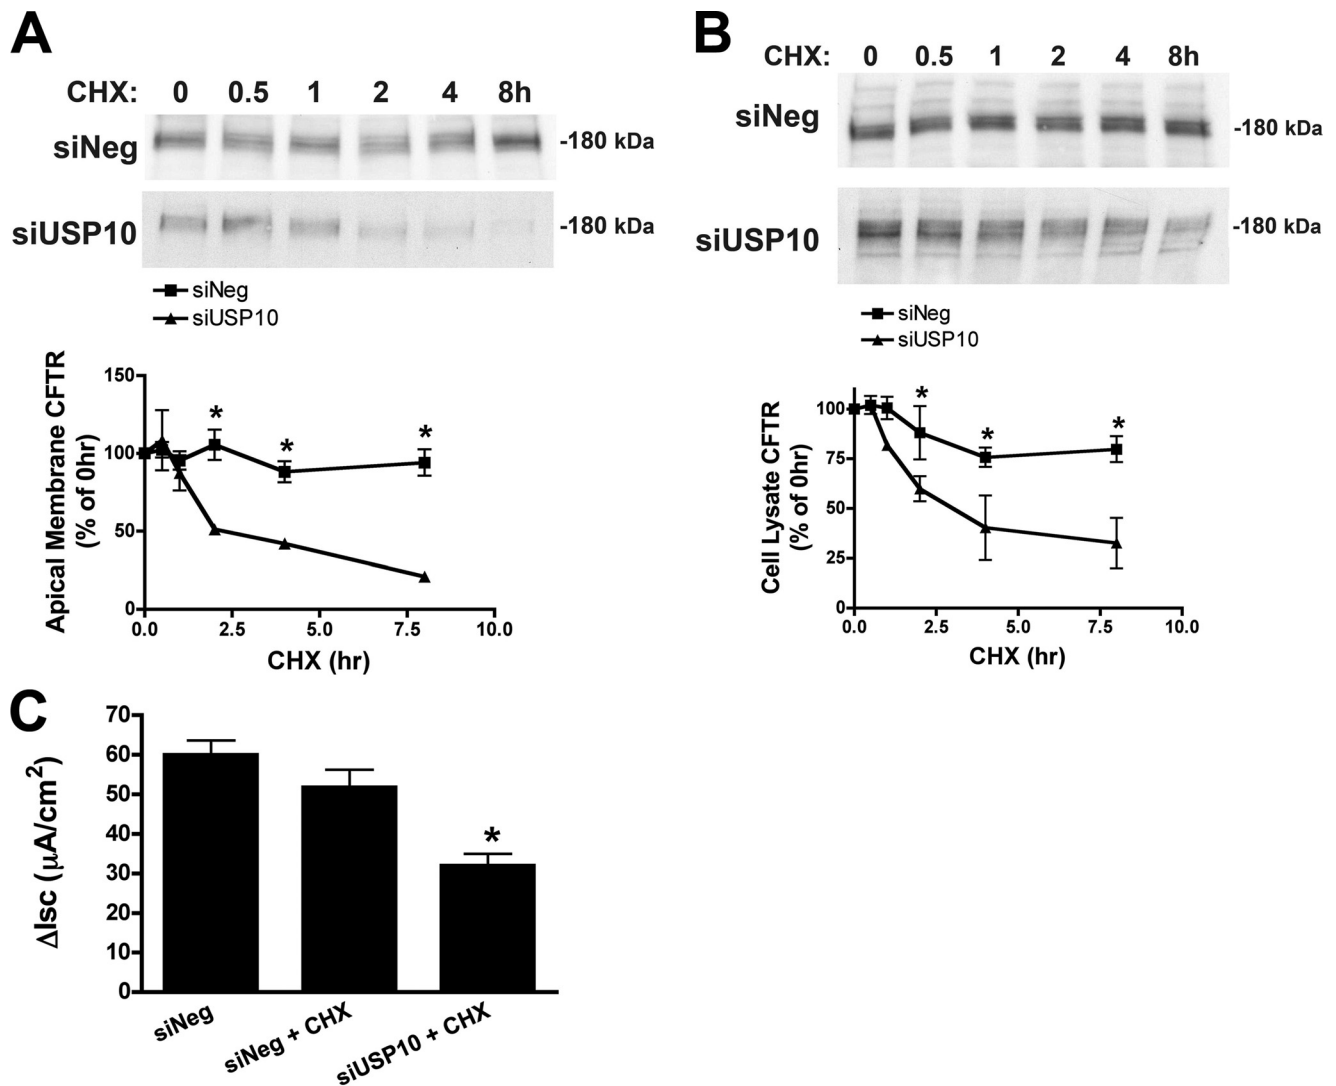 A
CHX: 0 0.5 1 2 4 8h
siNeg
-180 kDa
siUSP10
-180 kDa
siNeg
siUSP10
Apical Membrane CFTR
(% of 0hr)
150
100
50
0
* * *
0.0 2.5 5.0 7.5 10.0
CHX (hr)
B
CHX: 0 0.5 1 2 4 8h
siNeg
-180 kDa
siUSP10
-180 kDa
siNeg
siUSP10
Cell Lysate CFTR
(% of 0hr)
100
75
50
25
0
* * *
0.0 2.5 5.0 7.5 10.0
CHX (hr)
C
ΔIsc (μA/cm²)
70
60
50
40
30
20
10
0
*
siNeg
siNeg + CHX
siUSP10 + CHX